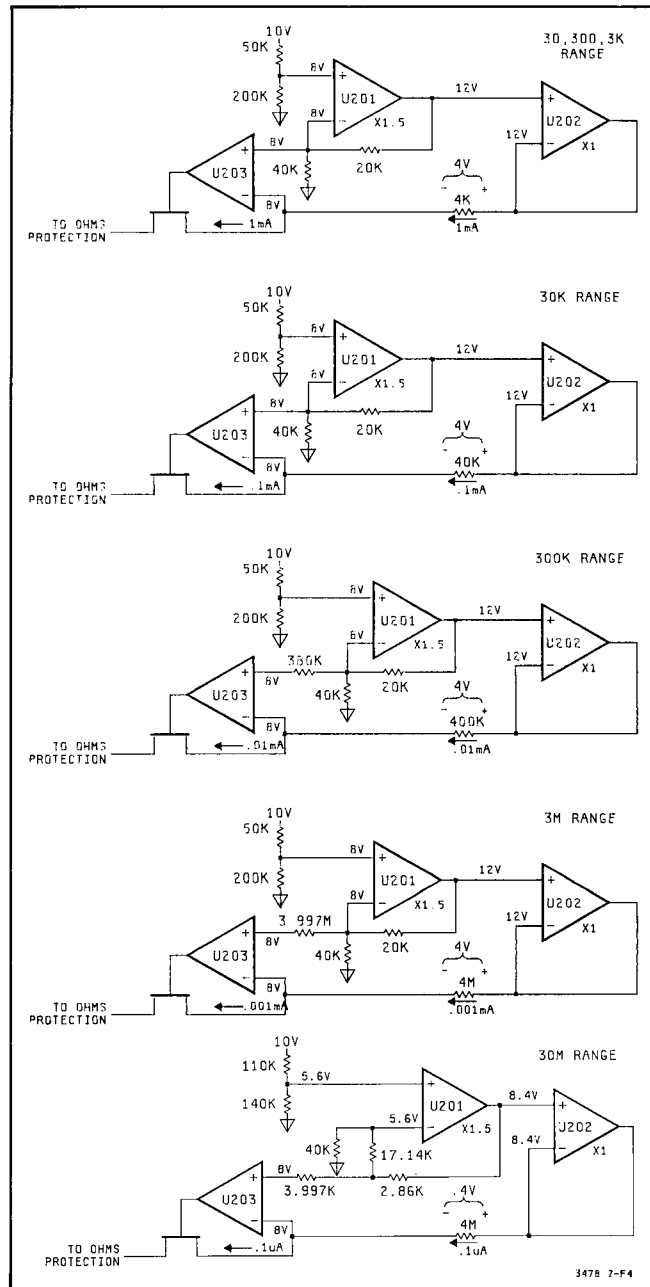 30,300,3K
RANGE
10V
50K
200K
8V
+
U201
X1.5
8V
-
12V
+
U202
12V
-
X1
8V
+
U203
8V
-
40K
20K
4V
- +
4K
1mA
1mA
TO OHMS
PROTECTION
30K RANGE
10V
50K
200K
8V
+
U201
X1.5
8V
-
12V
+
U202
12V
-
X1
8V
+
U203
8V
-
40K
20K
4V
- +
40K
.1mA
.1mA
TO OHMS
PROTECTION
300K RANGE
10V
50K
200K
8V
+
U201
X1.5
8V
-
12V
+
U202
12V
-
X1
380K
8V
+
U203
8V
-
40K
20K
4V
- +
400K
.01mA
.01mA
TO OHMS
PROTECTION
3M RANGE
10V
50K
200K
8V
+
U201
X1.5
8V
-
12V
+
U202
12V
-
X1
3.997M
8V
+
U203
8V
-
40K
20K
4V
- +
4M
.001mA
.001mA
TO OHMS
PROTECTION
30M RANGE
10V
110K
140K
5.6V
+
U201
X1.5
5.6V
-
8.4V
+
U202
8.4V
-
X1
40K
17.14K
8V
+
U203
8V
-
3.997K
2.86K
.4V
- +
4M
.1uA
.1uA
TO OHMS
PROTECTION
3478 7-F4